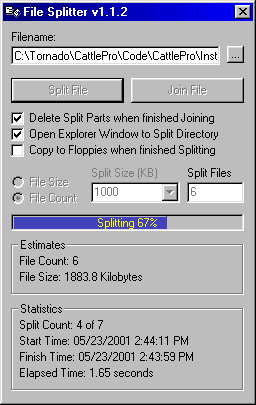 File Splitter v1.1.2
Filename:
C:\Tornado\CattlePro\Code\CattlePro\Inst
...
Split File
Join File
Delete Split Parts when finished Joining
Open Explorer Window to Split Directory
Copy to Floppies when finished Splitting
Split Size (KB)
Split Files
File Size
File Count
1000
6
Splitting 67%
Estimates
File Count: 6
File Size: 1883.8 Kilobytes
Statistics
Split Count: 4 of 7
Start Time: 05/23/2001 2:44:11 PM
Finish Time: 05/23/2001 2:43:59 PM
Elapsed Time: 1.65 seconds